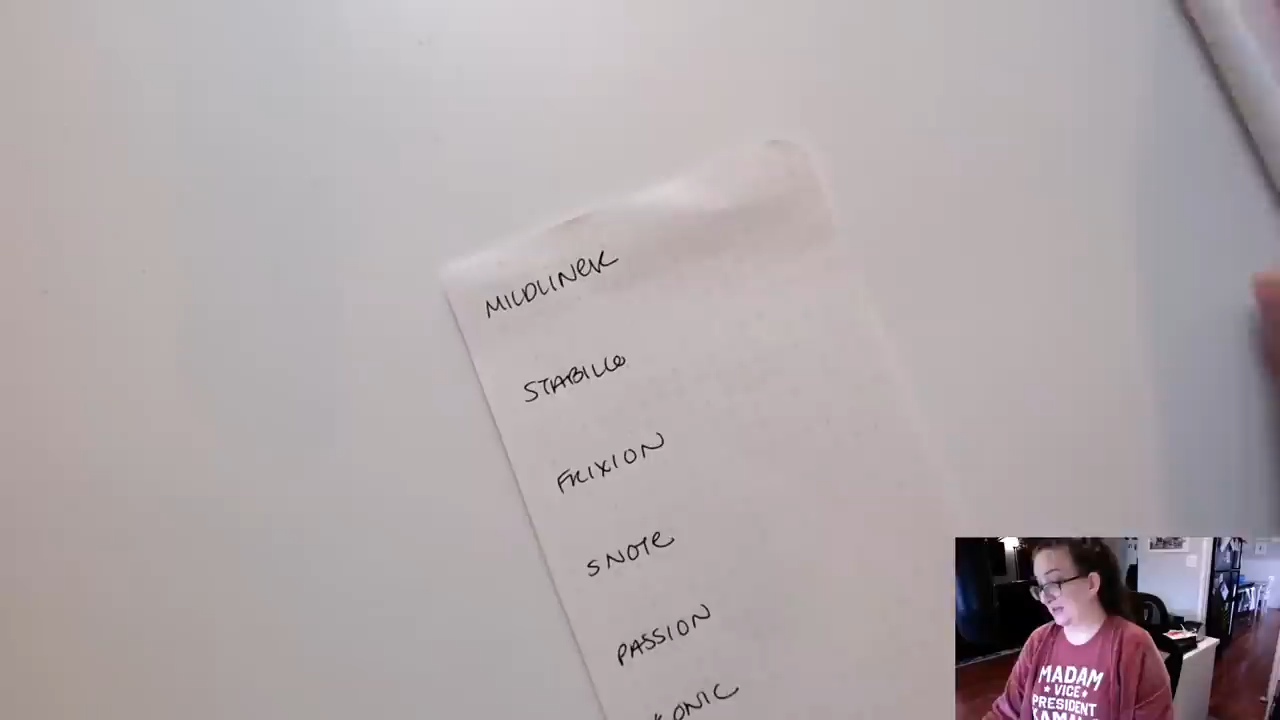 MILDLINER
STABILO
FRIXION
SNOTE
PASSION
MADAM
VICE
PRESIDENT